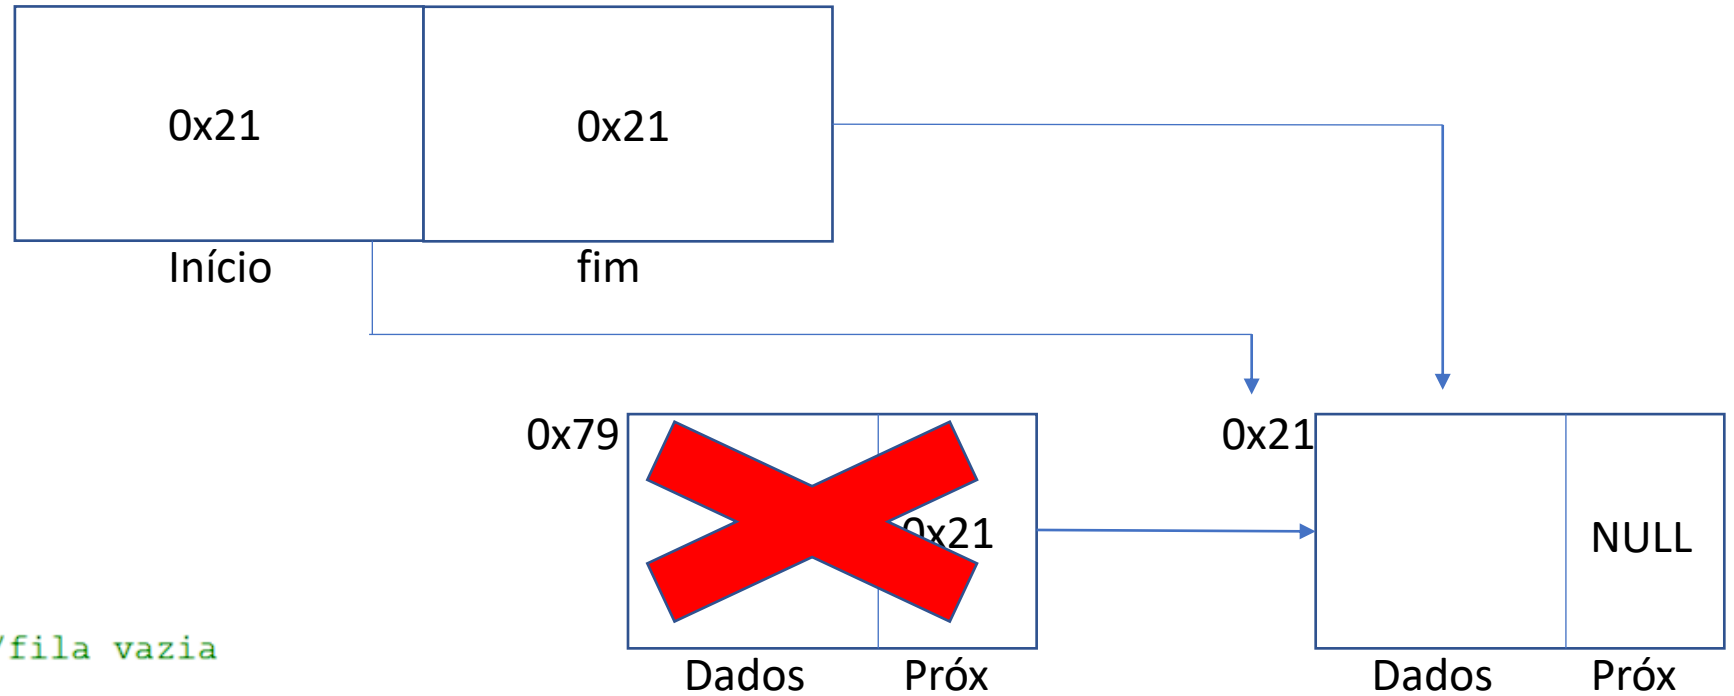 0x21 0x21
Início fim
0x79 0x21
0x21 NULL
/fila vazia
Dados Próx Dados Próx